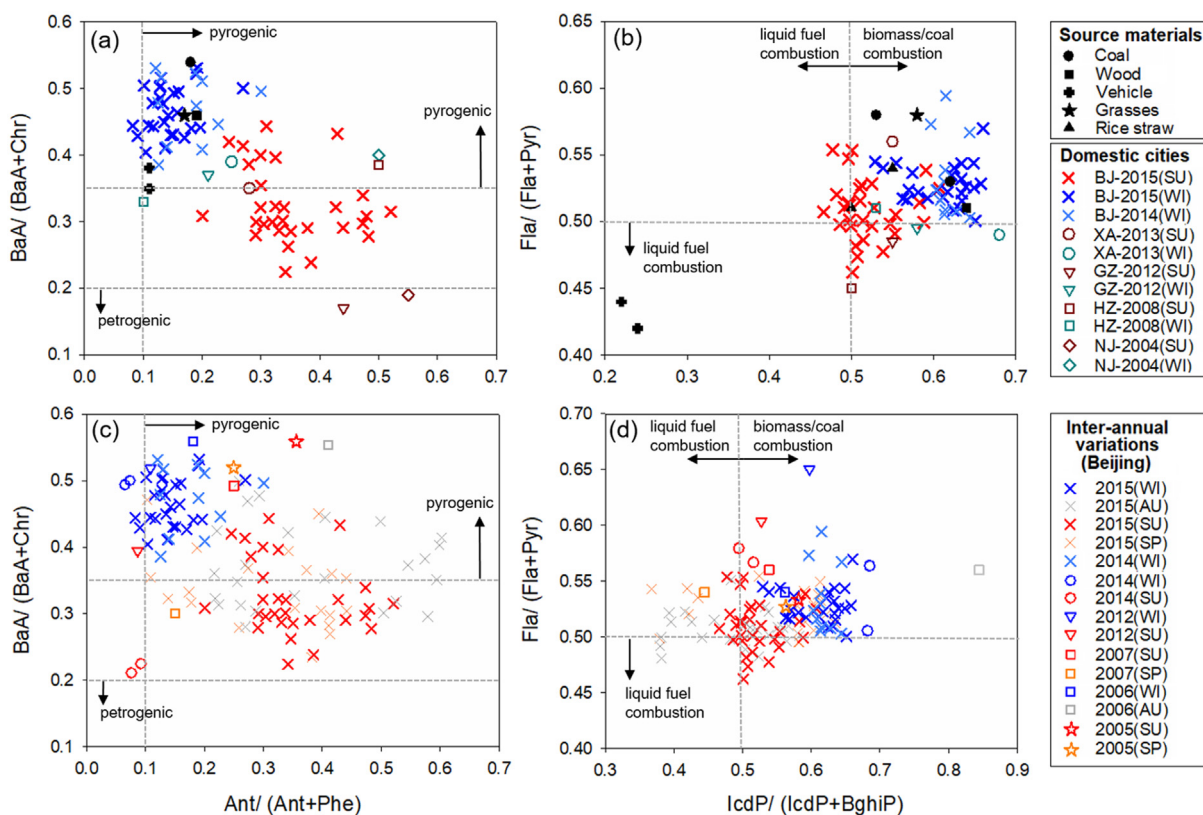 (a)
pyrogenic
pyrogenic
petrogenic
BaA/ (BaA+Chr)
0.6
0.5
0.4
0.3
0.2
0.1
0.0 0.1 0.2 0.3 0.4 0.5 0.6 0.7
(b)
liquid fuel
combustion
biomass/coal
combustion
liquid fuel
combustion
Fla/ (Fla+Pyr)
0.65
0.60
0.55
0.50
0.45
0.40
0.2 0.3 0.4 0.5 0.6 0.7
Source materials
Coal
Wood
Vehicle
Grasses
Rice straw
Domestic cities
BJ-2015(SU)
BJ-2015(WI)
BJ-2014(WI)
XA-2013(SU)
XA-2013(WI)
GZ-2012(SU)
GZ-2012(WI)
HZ-2008(SU)
HZ-2008(WI)
NJ-2004(SU)
NJ-2004(WI)
(c)
pyrogenic
pyrogenic
petrogenic
BaA/ (BaA+Chr)
0.6
0.5
0.4
0.3
0.2
0.1
0.0 0.1 0.2 0.3 0.4 0.5 0.6 0.7
Ant/ (Ant+Phe)
(d)
liquid fuel
combustion
biomass/coal
combustion
liquid fuel
combustion
Fla/ (Fla+Pyr)
0.70
0.65
0.60
0.55
0.50
0.45
0.40
0.3 0.4 0.5 0.6 0.7 0.8 0.9
IcdP/ (IcdP+BghiP)
Inter-annual
variations
(Beijing)
2015(WI)
2015(AU)
2015(SU)
2015(SP)
2014(WI)
2014(WI)
2014(SU)
2012(WI)
2012(SU)
2007(SU)
2007(SP)
2006(WI)
2006(AU)
2005(SU)
2005(SP)